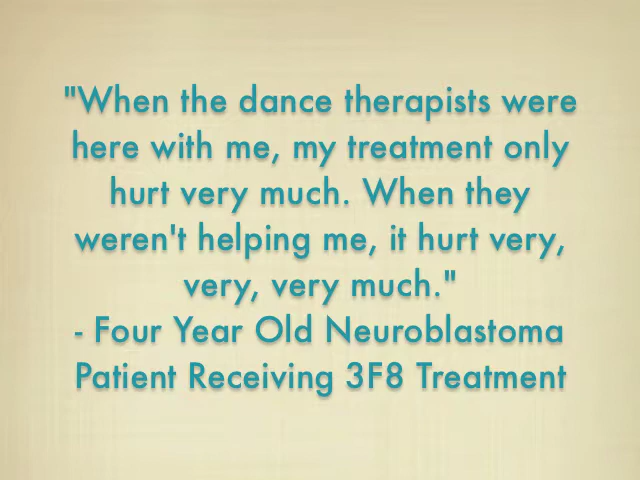 "When the dance therapists were
here with me, my treatment only
hurt very much. When they
weren't helping me, it hurt very,
very, very much."
- Four Year Old Neuroblastoma
Patient Receiving 3F8 Treatment